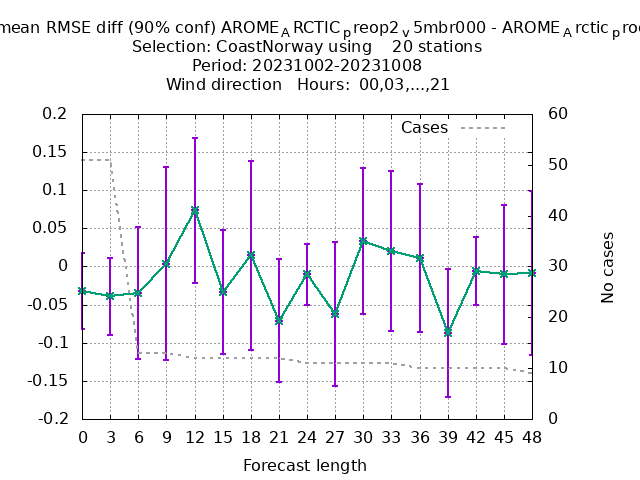 mean RMSE diff (90% conf) AROME_ARCTIC_preop2_v5mbr000 - AROME_Arctic_pro
Selection: CoastNorway using 20 stations
Period: 20231002-20231008
Wind direction Hours: 00,03,...,21
0.2
0.15
0.1
0.05
0
-0.05
-0.1
-0.15
-0.2
Cases
60
50
40
30
20
10
0
No cases
0 3 6 9 12 15 18 21 24 27 30 33 36 39 42 45 48
Forecast length